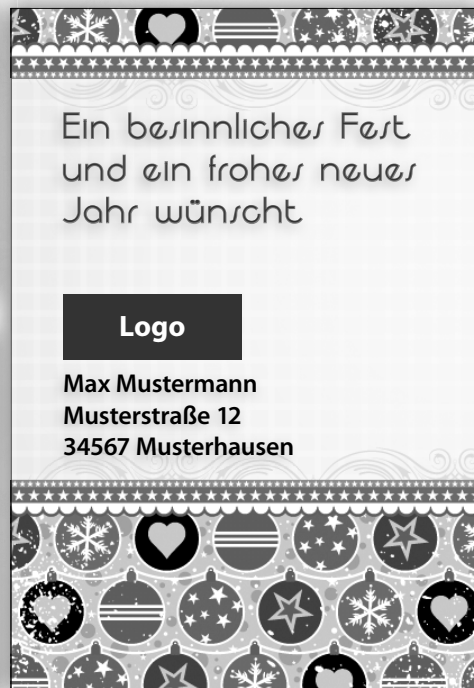 Ein besinnliches Fest
und ein frohes neues
Jahr wünscht
Logo
Max Mustermann
Musterstraße 12
34567 Musterhausen